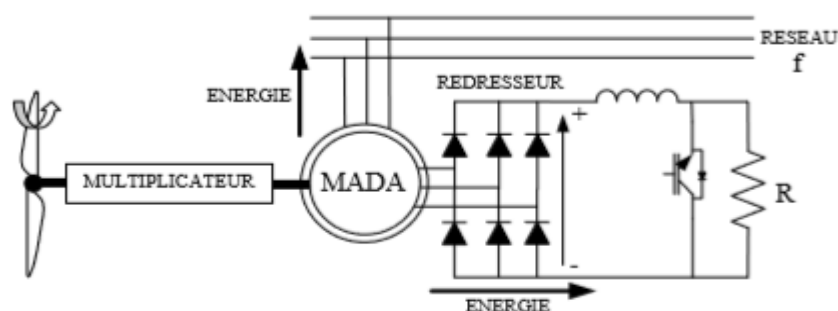 RESEAU
f
ENERGIE
REDRESSEUR
+
MULTIPLICATEUR
MADA
R
-
ENERGIE